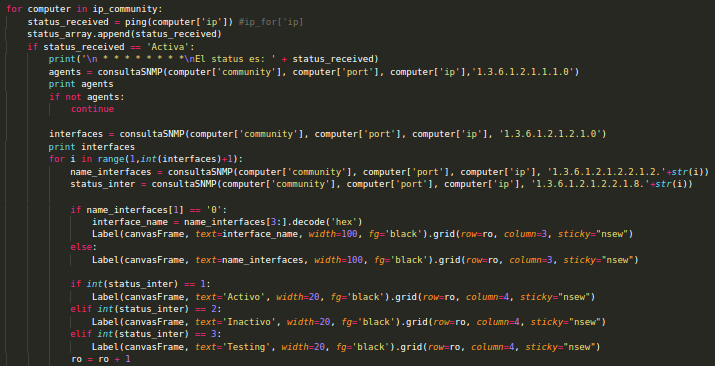 for computer in ip_community:
    status_received = ping(computer['ip']) #ip_for['ip]
    status_array.append(status_received)
    if status_received == 'Activa':
        print('\n * * * * * * * *\nEl status es: ' + status_received)
        agents = consultaSNMP(computer['community'], computer['port'], computer['ip'],'1.3.6.1.2.1.1.1.0')
        print agents
        if not agents:
            continue

        interfaces = consultaSNMP(computer['community'], computer['port'], computer['ip'], '1.3.6.1.2.1.2.1.0')
        print interfaces
        for i in range(1,int(interfaces)+1):
            name_interfaces = consultaSNMP(computer['community'], computer['port'], computer['ip'], '1.3.6.1.2.1.2.2.1.2.'+str(i))
            status_inter = consultaSNMP(computer['community'], computer['port'], computer['ip'], '1.3.6.1.2.1.2.2.1.8.'+str(i))

            if name_interfaces[1] == '0':
                interface_name = name_interfaces[3:].decode('hex')
                Label(canvasFrame, text=interface_name, width=100, fg='black').grid(row=ro, column=3, sticky="nsew")
            else:
                Label(canvasFrame, text=name_interfaces, width=100, fg='black').grid(row=ro, column=3, sticky="nsew")

            if int(status_inter) == 1:
                Label(canvasFrame, text='Activo', width=20, fg='black').grid(row=ro, column=4, sticky="nsew")
            elif int(status_inter) == 2:
                Label(canvasFrame, text='Inactivo', width=20, fg='black').grid(row=ro, column=4, sticky="nsew")
            elif int(status_inter) == 3:
                Label(canvasFrame, text='Testing', width=20, fg='black').grid(row=ro, column=4, sticky="nsew")
            ro = ro + 1